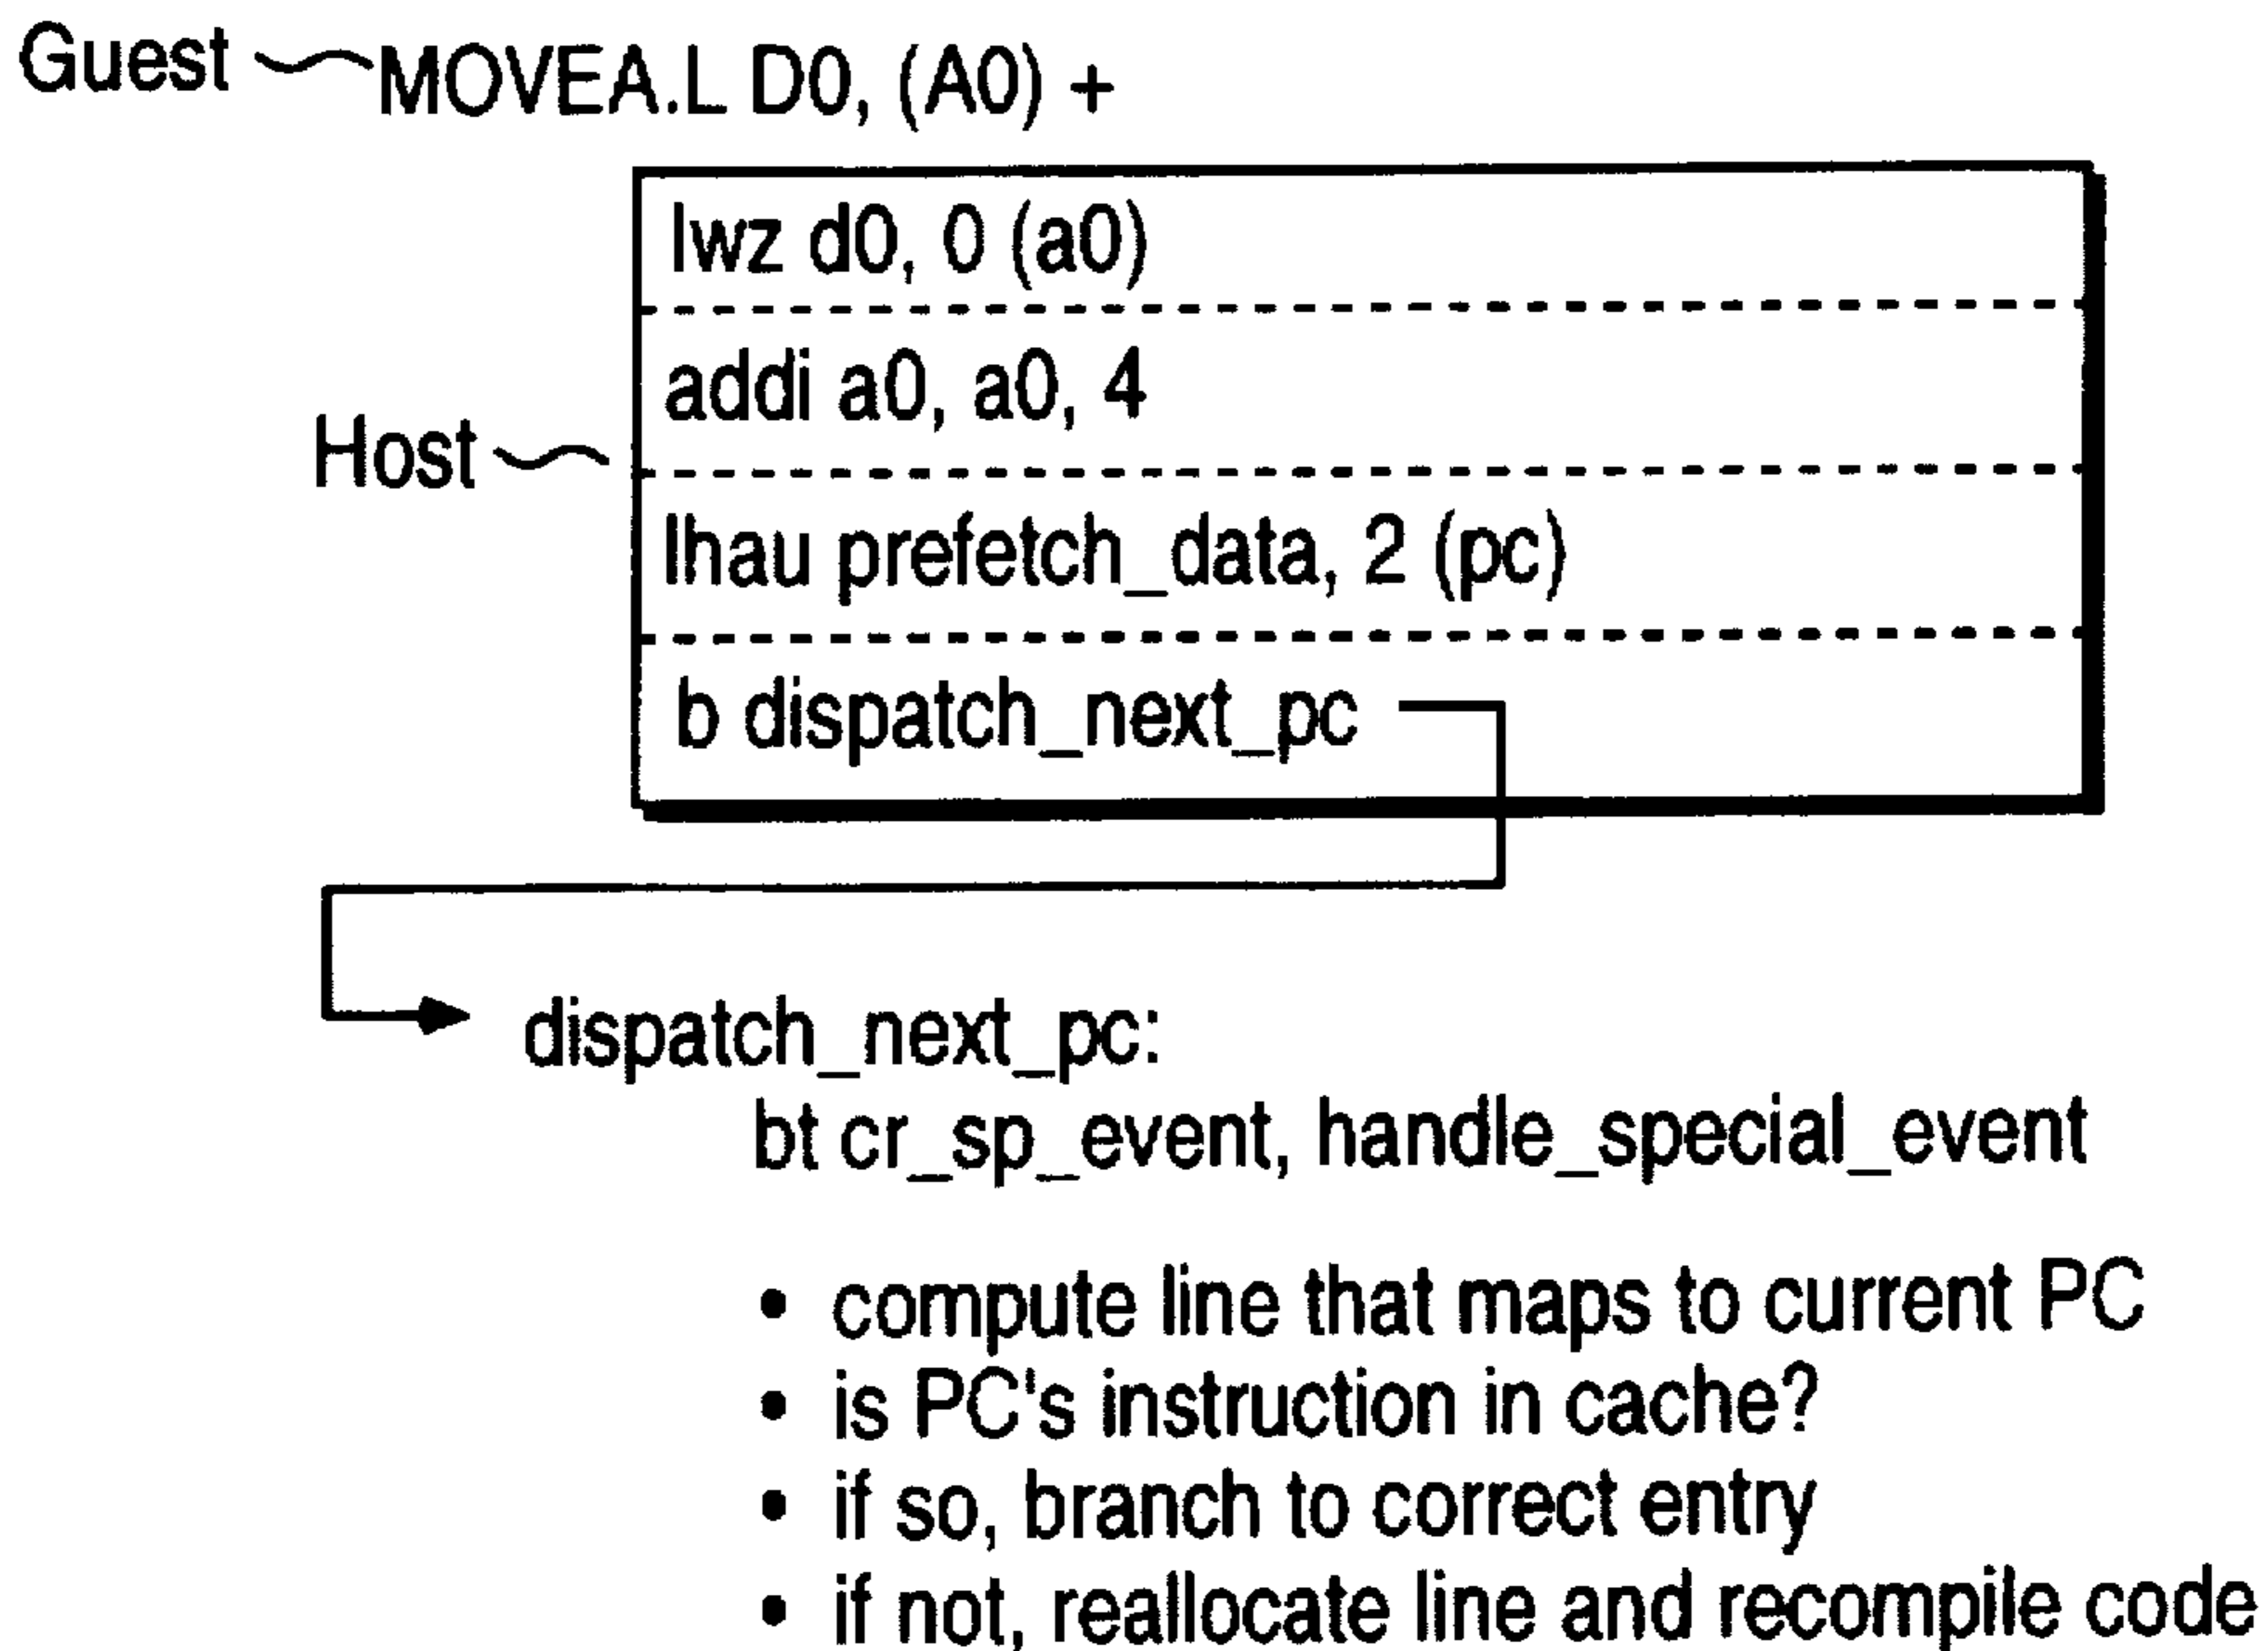 Guest MOVEA.L D0, (A0) +
lwz d0, 0 (a0)
addi a0, a0, 4
Host
lhau prefetch_data, 2 (pc)
b dispatch_next_pc
dispatch_next_pc:
bt cr_sp_event, handle_special_event
• compute line that maps to current PC
• is PC's instruction in cache?
• if so, branch to correct entry
• if not, reallocate line and recompile code